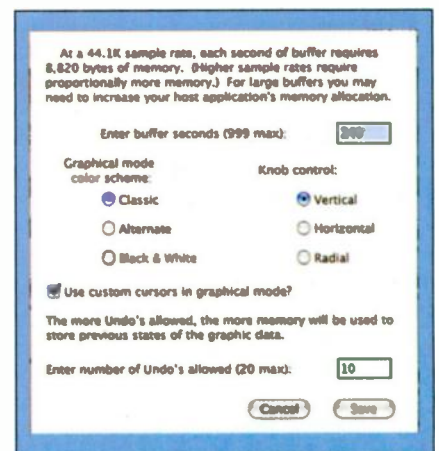 At a 44.1K sample rate, each second of buffer requires
8,820 bytes of memory. (Higher sample rates require
proportionally more memory.) For large buffers you may
need to increase your host application's memory allocation.
Enter buffer seconds (999 max):
Graphical mode
color scheme:
Knob control:
Classic
Vertical
Alternate
Horizontal
Black & White
Radial
Use custom cursors in graphical mode?
The more Undo's allowed, the more memory will be used to
store previous states of the graphic data.
Enter number of Undo's allowed (20 max): 10
Cancel
Save